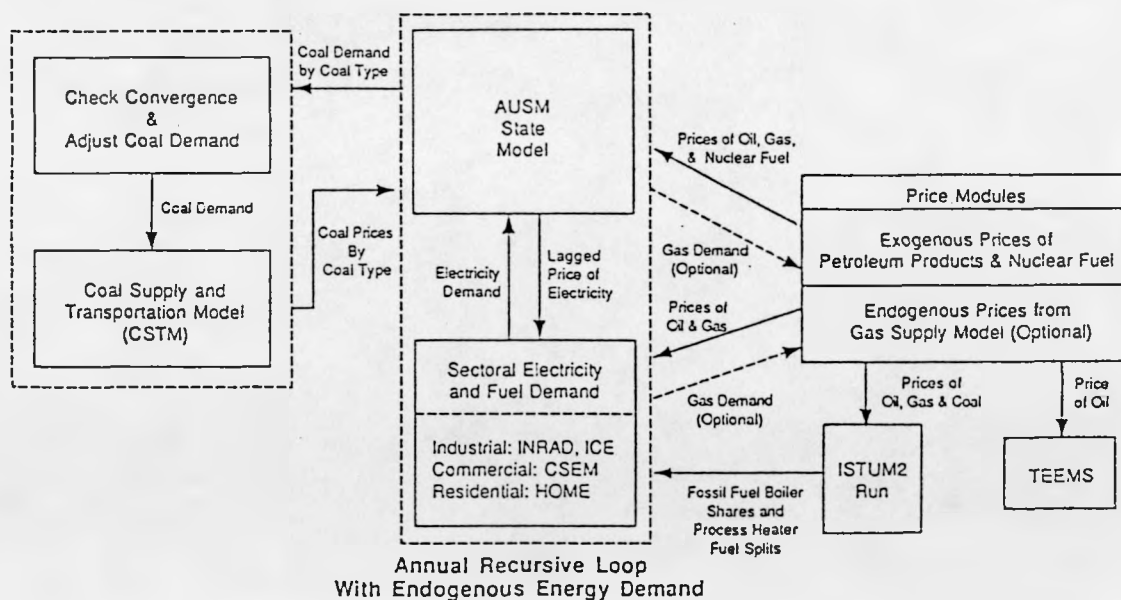 Coal Demand
by Coal Type
Check Convergence
&
Adjust Coal Demand
Coal Demand
Coal Supply and
Transportation Model
(CSTM)
Coal Prices
By
Coal Type
AUSM
State
Model
Electricity
Demand
Lagged
Price of
Electricity
Sectoral Electricity
and Fuel Demand
Industrial: INRAD, ICE
Commercial: CSEM
Residential: HOME
Annual Recursive Loop
With Endogenous Energy Demand
Prices of Oil, Gas,
& Nuclear Fuel
Gas Demand
(Optional)
Prices of
Oil & Gas
Gas Demand
(Optional)
Price Modules
Exogenous Prices of
Petroleum Products & Nuclear Fuel
Endogenous Prices from
Gas Supply Model (Optional)
Prices of
Oil, Gas & Coal
Price
of Oil
ISTUM2
Run
TEEMS
Fossil Fuel Boiler
Shares and
Process Heater
Fuel Splits